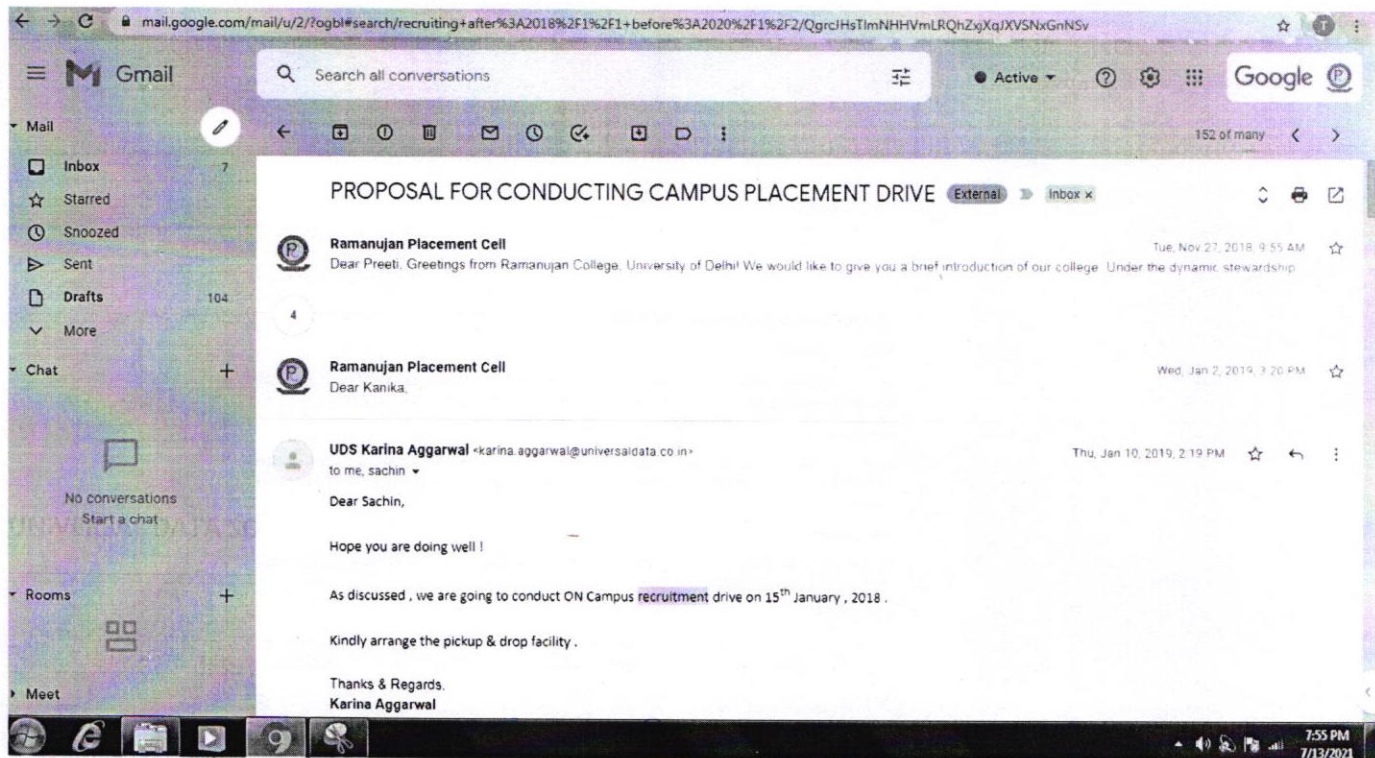 mail.google.com/mail/u/2/?ogbl#search/recruiting+after%3A2018%2F1%2F1+before%3A2020%2F1%2F2/QgrcJHsTlmNHHVmLRQhZxjXqJXVSNxGnNSv
T
Gmail
Search all conversations
Active
Google
Mail
152 of many
Inbox 7
Starred
Snoozed
Sent
Drafts 104
More
Chat
No conversations
Start a chat
Rooms
Meet
PROPOSAL FOR CONDUCTING CAMPUS PLACEMENT DRIVE External Inbox x
Ramanujan Placement Cell Tue, Nov 27, 2018, 9:55 AM
Dear Preeti, Greetings from Ramanujan College, University of Delhi! We would like to give you a brief introduction of our college. Under the dynamic stewardship
4
Ramanujan Placement Cell Wed, Jan 2, 2019, 3:20 PM
Dear Kanika,
UDS Karina Aggarwal <karina.aggarwal@universaldata.co.in> Thu, Jan 10, 2019, 2:19 PM
to me, sachin
Dear Sachin,
Hope you are doing well !
As discussed , we are going to conduct ON Campus recruitment drive on 15th January , 2018 .
Kindly arrange the pickup & drop facility .
Thanks & Regards,
Karina Aggarwal
7:55 PM
7/13/2021